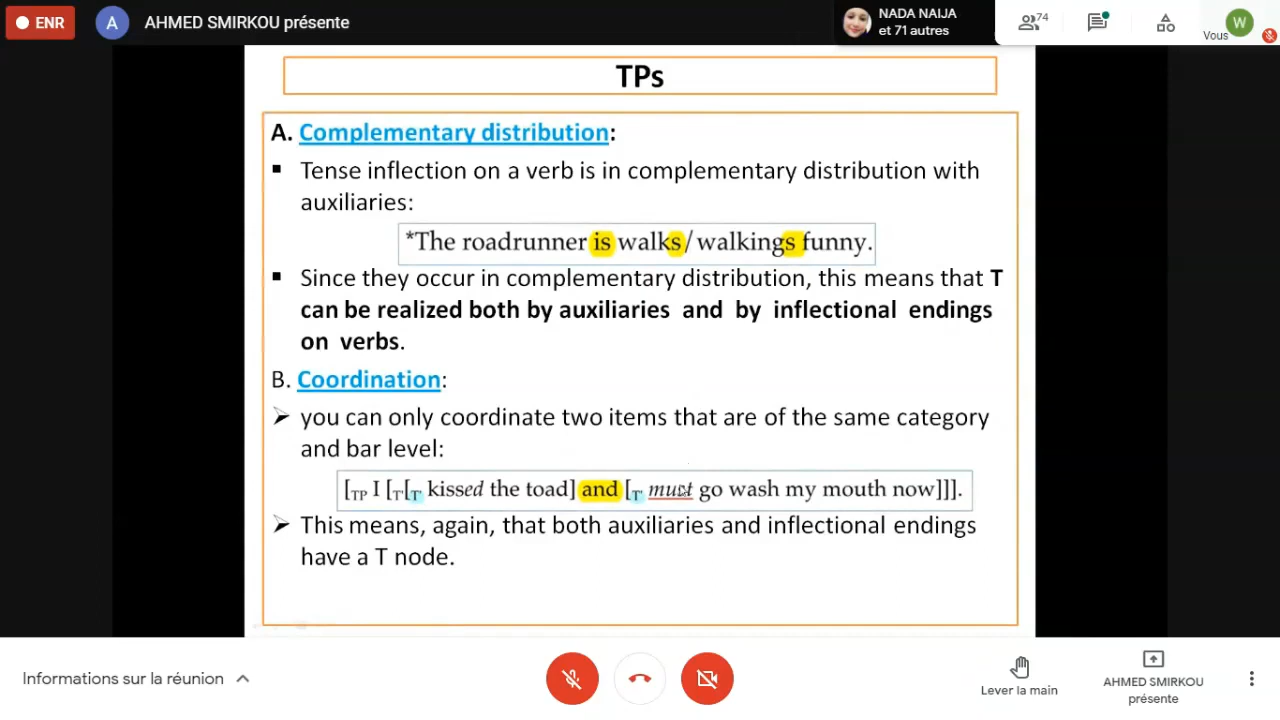 ENR
A
AHMED SMIRKOU présente
NADA NAIJA
et 71 autres
74
Vous
W
TPs
A. Complementary distribution:
▪ Tense inflection on a verb is in complementary distribution with
auxiliaries:
*The roadrunner is walks/walkings funny.
▪ Since they occur in complementary distribution, this means that T
can be realized both by auxiliaries and by inflectional endings
on verbs.
B. Coordination:
➢ you can only coordinate two items that are of the same category
and bar level:
[TP I [T'[T' kissed the toad] and [T' must go wash my mouth now]]].
➢ This means, again, that both auxiliaries and inflectional endings
have a T node.
Informations sur la réunion
Lever la main
AHMED SMIRKOU
présente